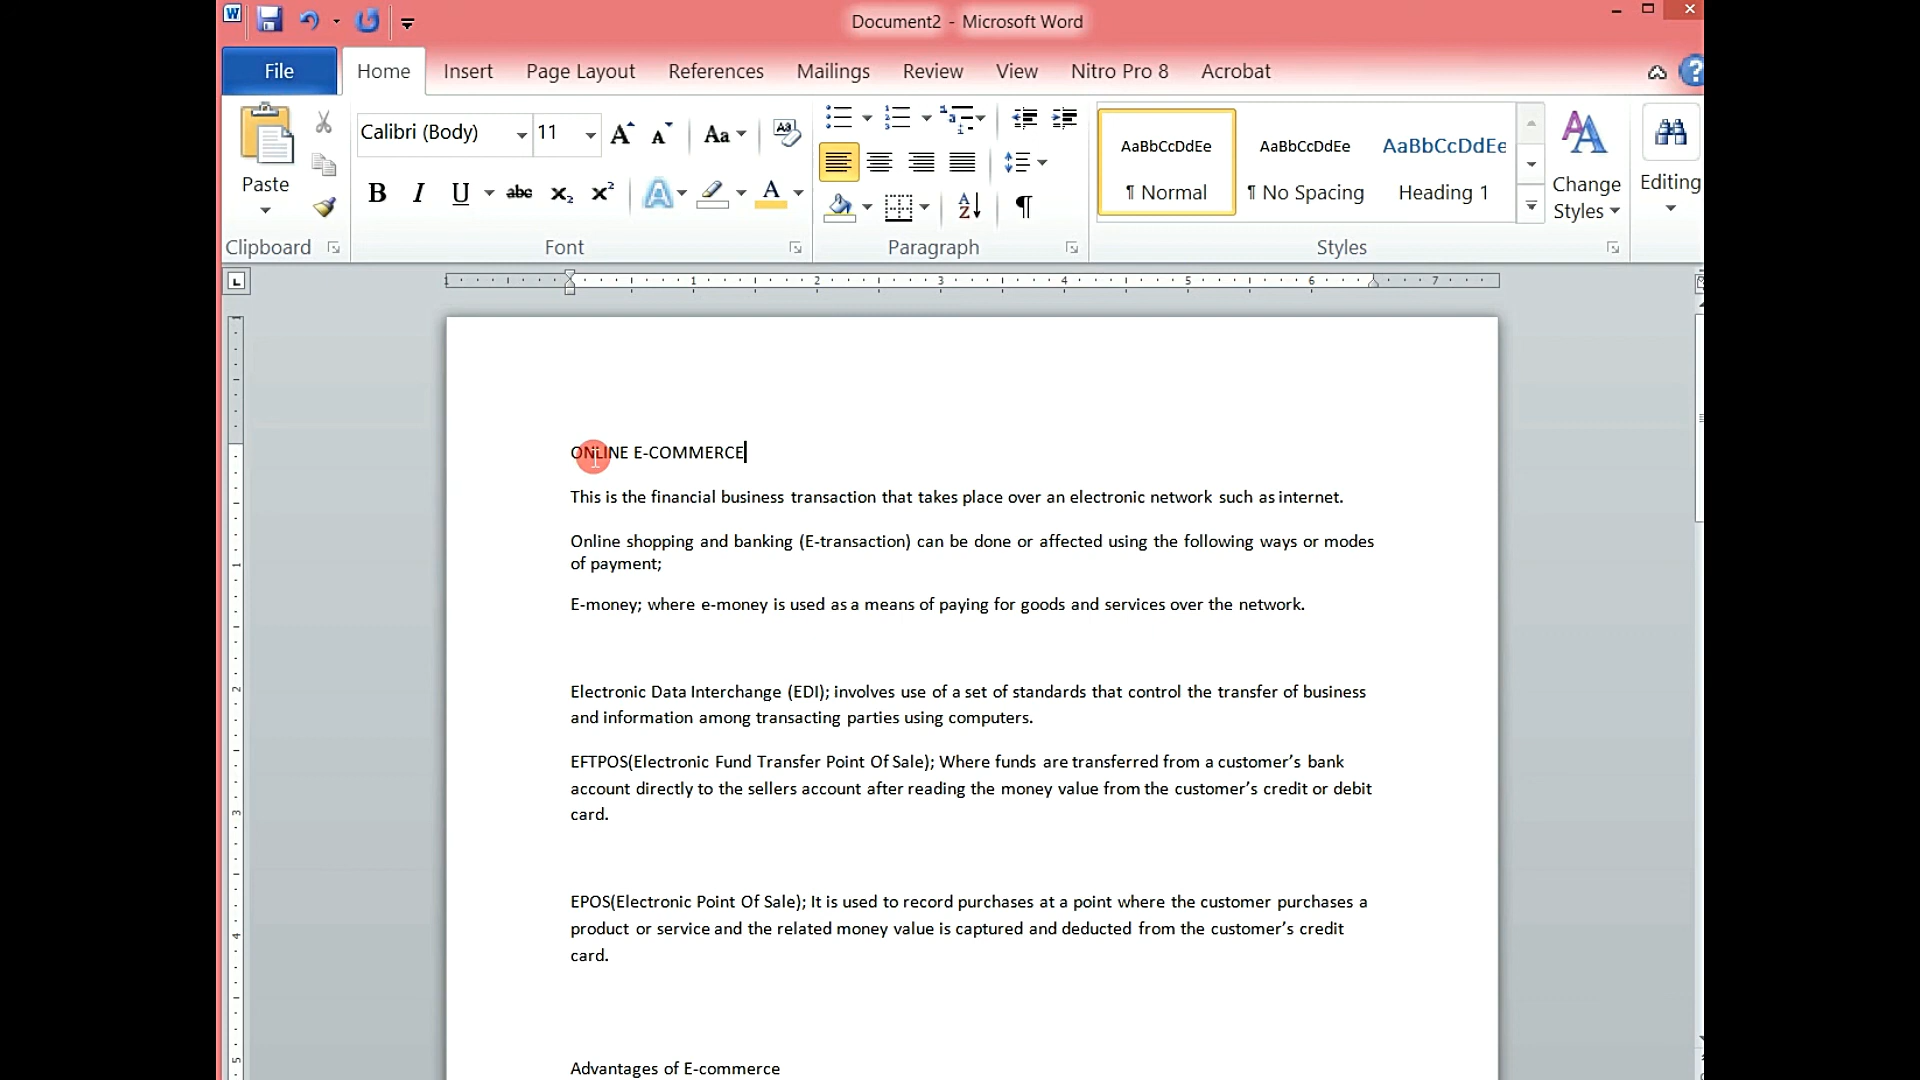 Document2 - Microsoft Word
File Home Insert Page Layout References Mailings Review View Nitro Pro 8 Acrobat
Calibri (Body) 11
Paste
AaBbCcDdEe AaBbCcDdEe AaBbCcDdEe
¶ Normal ¶ No Spacing Heading 1
Change Styles
Editing
Clipboard Font Paragraph Styles
1 1 2 3 4 5 6 7
ONLINE E-COMMERCE
This is the financial business transaction that takes place over an electronic network such as internet.
Online shopping and banking (E-transaction) can be done or affected using the following ways or modes
of payment;
E-money; where e-money is used as a means of paying for goods and services over the network.
Electronic Data Interchange (EDI); involves use of a set of standards that control the transfer of business
and information among transacting parties using computers.
EFTPOS(Electronic Fund Transfer Point Of Sale); Where funds are transferred from a customer’s bank
account directly to the sellers account after reading the money value from the customer’s credit or debit
card.
EPOS(Electronic Point Of Sale); It is used to record purchases at a point where the customer purchases a
product or service and the related money value is captured and deducted from the customer’s credit
card.
Advantages of E-commerce